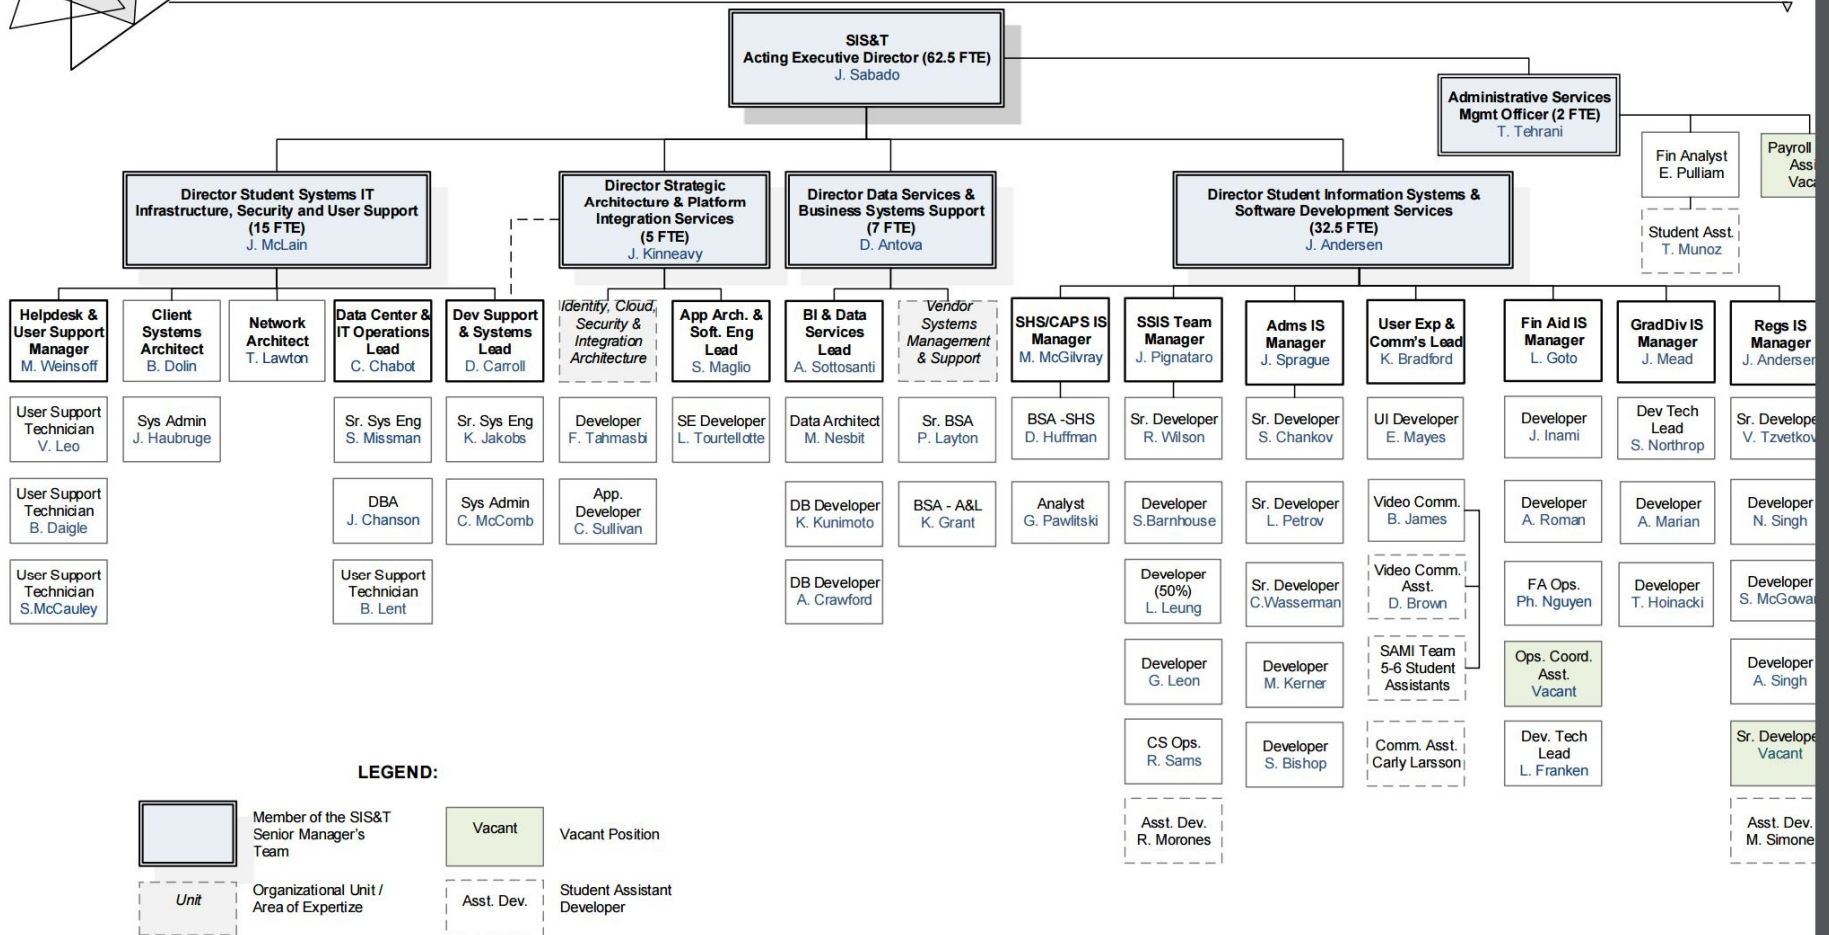 SIS&T
Acting Executive Director (62.5 FTE)
J. Sabado
Administrative Services
Mgmt Officer (2 FTE)
T. Tehrani
Fin Analyst
E. Pulliam
Payroll
Student Asst.
T. Munoz
Director Student Systems IT
Infrastructure, Security and User Support
(15 FTE)
J. McLain
Director Strategic
Architecture & Platform
Integration Services
(5 FTE)
J. Kinneavy
Director Data Services &
Business Systems Support
(7 FTE)
D. Antova
Director Student Information Systems &
Software Development Services
(32.5 FTE)
J. Andersen
Helpdesk &
User Support
Manager
M. Weinsoff
User Support
Technician
V. Leo
User Support
Technician
B. Daigle
User Support
Technician
S.McCauley
Client
Systems
Architect
B. Dolin
Sys Admin
J. Haubruge
Network
Architect
T. Lawton
Data Center &
IT Operations
Lead
C. Chabot
Sr. Sys Eng
S. Missman
DBA
J. Chanson
User Support
Technician
B. Lent
Dev Support
& Systems
Lead
D. Carroll
Sr. Sys Eng
K. Jakobs
Sys Admin
C. McComb
Identity, Cloud,
Security &
Integration
Architecture
Developer
F. Tahmasbi
App.
Developer
C. Sullivan
App Arch. &
Soft. Eng
Lead
S. Maglio
SE Developer
L. Tourtellotte
BI & Data
Services
Lead
A. Sottosanti
Data Architect
M. Nesbit
DB Developer
K. Kunimoto
DB Developer
A. Crawford
Vendor
Systems
Management
& Support
Sr. BSA
P. Layton
BSA - A&L
K. Grant
SHS/CAPS IS
Manager
M. McGilvray
BSA -SHS
D. Huffman
Analyst
G. Pawlitski
SSIS Team
Manager
J. Pignataro
Sr. Developer
R. Wilson
Developer
S.Barnhouse
Developer
(50%)
L. Leung
Developer
G. Leon
CS Ops.
R. Sams
Asst. Dev.
R. Morones
Adms IS
Manager
J. Sprague
Sr. Developer
S. Chankov
Sr. Developer
L. Petrov
Sr. Developer
C.Wasserman
Developer
M. Kerner
Developer
S. Bishop
User Exp &
Comm's Lead
K. Bradford
UI Developer
E. Mayes
Video Comm.
B. James
Video Comm.
Asst.
D. Brown
SAMI Team
5-6 Student
Assistants
Comm. Asst.
Carly Larsson
Fin Aid IS
Manager
L. Goto
Developer
J. Inami
Developer
A. Roman
FA Ops.
Ph. Nguyen
Ops. Coord.
Asst.
Vacant
Dev. Tech
Lead
L. Franken
GradDiv IS
Manager
J. Mead
Dev Tech
Lead
S. Northrop
Developer
A. Marian
Developer
T. Hoinacki
Regs IS
Manager
J.
Sr.
V.
Developer
N. Singh
Developer
S.
Developer
A. Singh
Sr.
Vacant
Asst. Dev.
M. Simone
LEGEND:
Member of the SIS&T
Senior Manager's
Team
Vacant
Vacant Position
Unit
Organizational Unit /
Area of Expertize
Asst. Dev.
Student Assistant
Developer